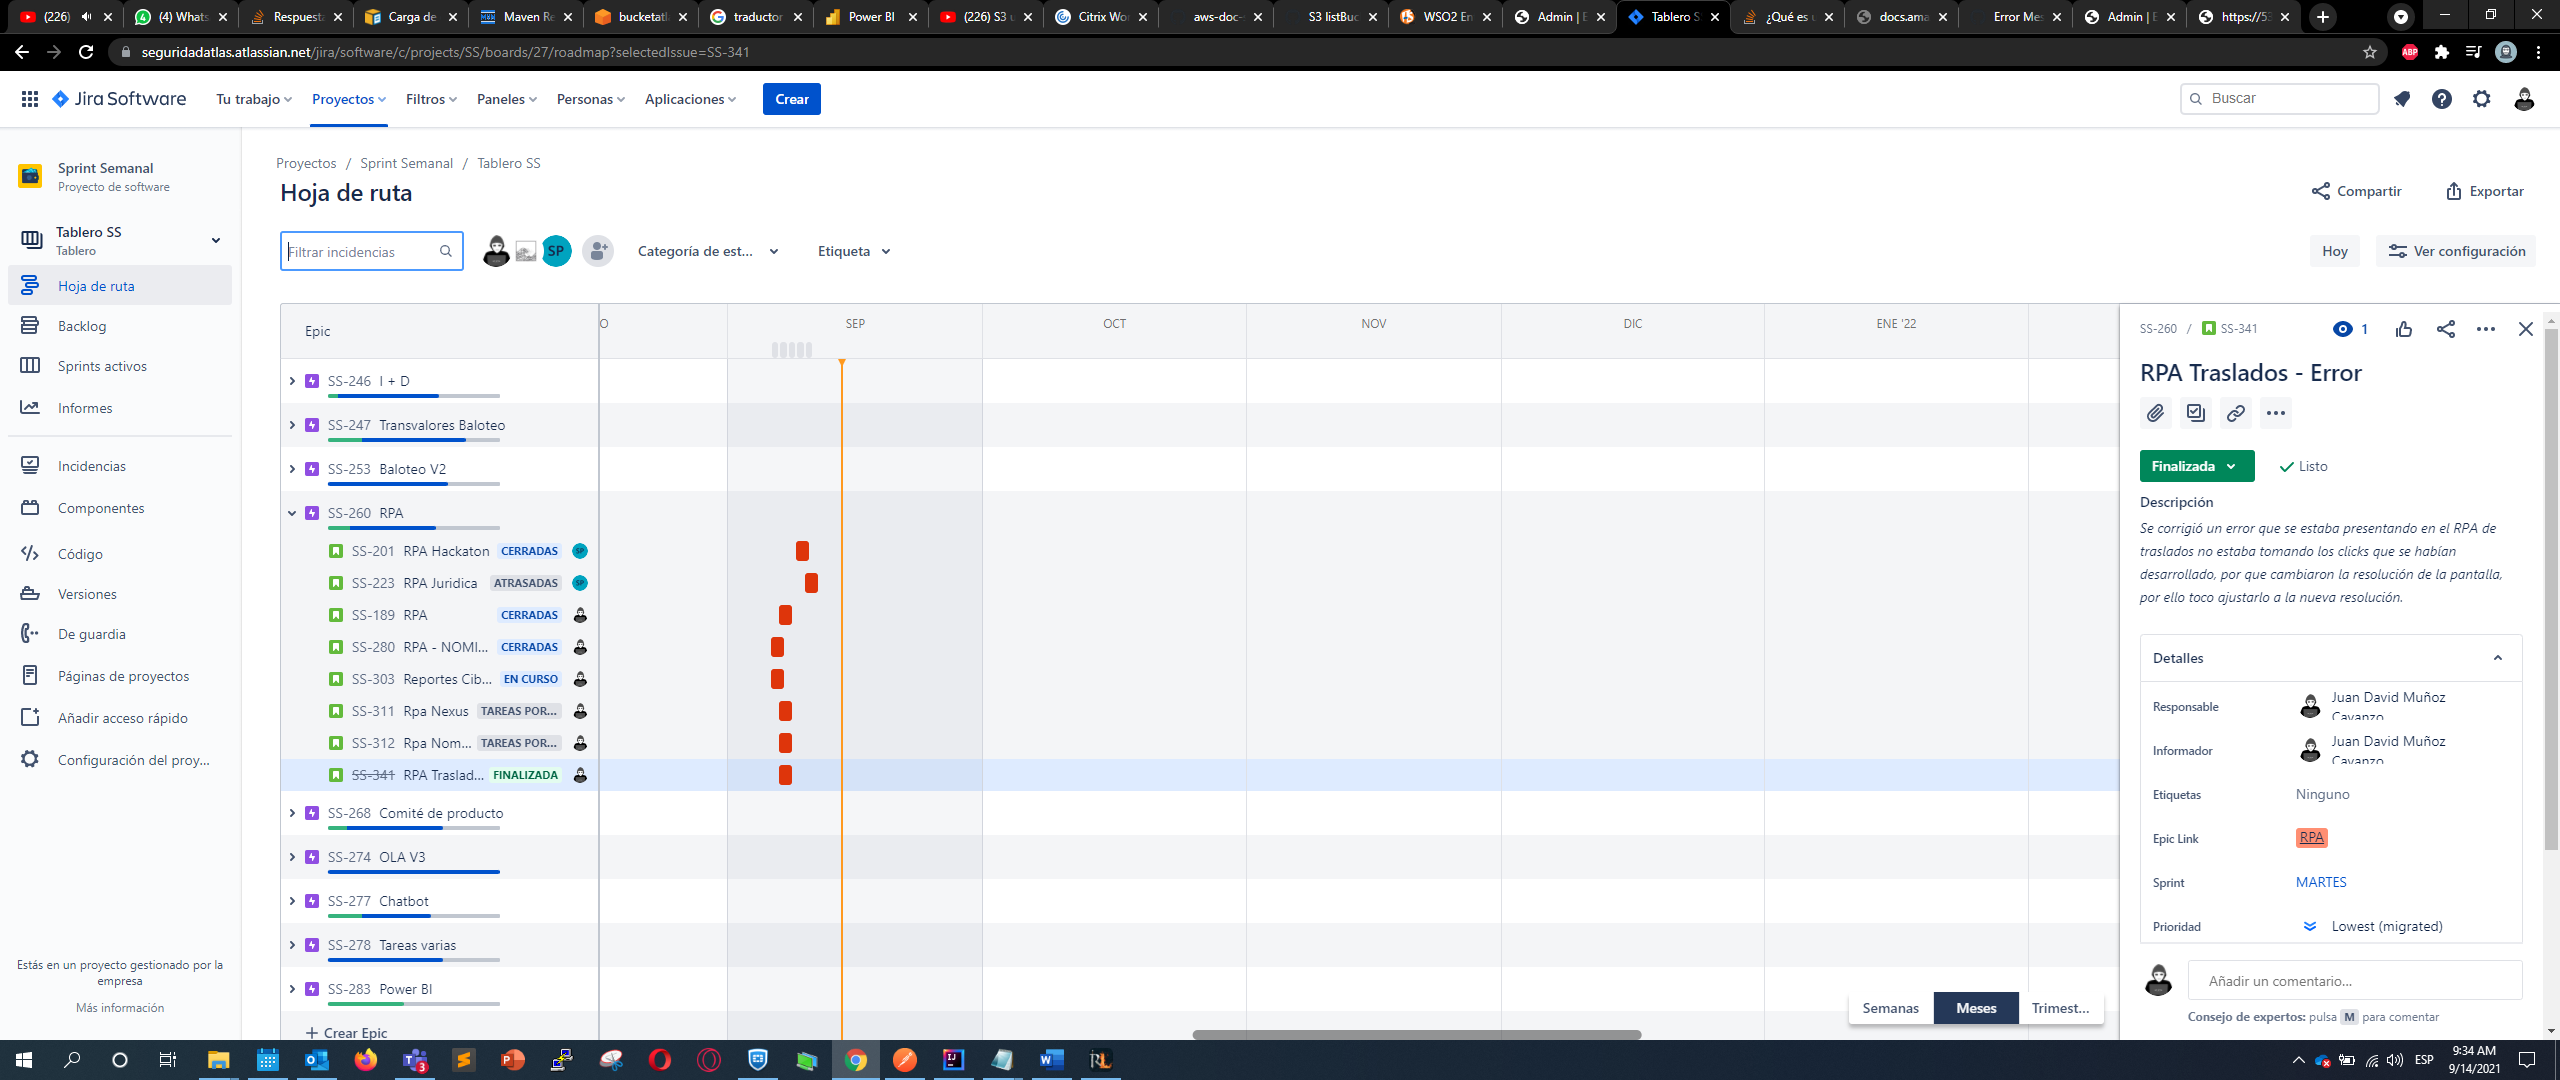 (226)
(4) Whats
Respuest
Carga de
Maven Re
bucketatl
traductor
Power BI
(226) S3 u
Citrix Wor
aws-doc-
S3 listBuc
WSO2 En
Admin | E
Tablero S
¿Qué es u
docs.ama
Error Mes
Admin | E
https://53
seguridadatlas.atlassian.net/jira/software/c/projects/SS/boards/27/roadmap?selectedIssue=SS-341
ABP
Jira Software
Tu trabajo
Proyectos
Filtros
Paneles
Personas
Aplicaciones
Crear
Buscar
Sprint Semanal
Proyecto de software
Tablero SS
Tablero
Hoja de ruta
Backlog
Sprints activos
Informes
Incidencias
Componentes
Código
Versiones
De guardia
Páginas de proyectos
Añadir acceso rápido
Configuración del proy...
Estás en un proyecto gestionado por la
empresa
Más información
Proyectos / Sprint Semanal / Tablero SS
Hoja de ruta
Compartir
Exportar
Filtrar incidencias
SP
Categoría de est...
Etiqueta
Hoy
Ver configuración
Epic
O
SEP
OCT
NOV
DIC
ENE '22
SS-246 I + D
SS-247 Transvalores Baloteo
SS-253 Baloteo V2
SS-260 RPA
SS-201 RPA Hackaton CERRADAS SP
SS-223 RPA Juridica ATRASADAS SP
SS-189 RPA CERRADAS
SS-280 RPA - NOMI... CERRADAS
SS-303 Reportes Cib... EN CURSO
SS-311 Rpa Nexus TAREAS POR...
SS-312 Rpa Nom... TAREAS POR...
SS-341 RPA Traslad... FINALIZADA
SS-268 Comité de producto
SS-274 OLA V3
SS-277 Chatbot
SS-278 Tareas varias
SS-283 Power BI
+ Crear Epic
Semanas
Meses
Trimest...
SS-260 / SS-341
1
RPA Traslados - Error
Finalizada
Listo
Descripción
Se corrigió un error que se estaba presentando en el RPA de
traslados no estaba tomando los clicks que se habían
desarrollado, por que cambiaron la resolución de la pantalla,
por ello toco ajustarlo a la nueva resolución.
Detalles
Responsable
Juan David Muñoz
Cavanzo
Informador
Juan David Muñoz
Cavanzo
Etiquetas
Ninguno
Epic Link
RPA
Sprint
MARTES
Prioridad
Lowest (migrated)
Añadir un comentario...
Consejo de expertos: pulsa M para comentar
3
ESP
9:34 AM
9/14/2021